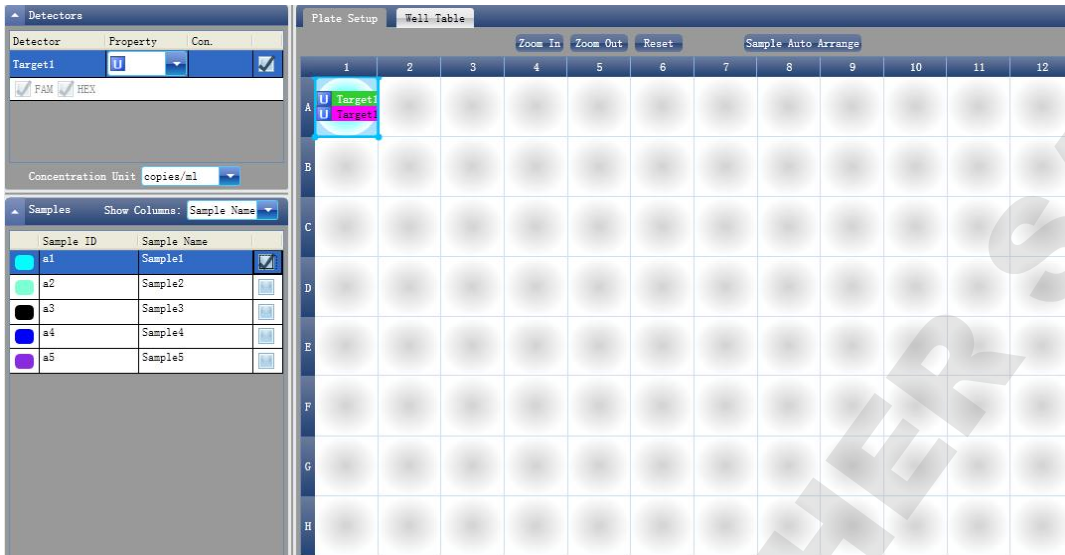 Detectors
Detector Property Con.
Target1 U
FAM HEX
Concentration Unit copies/ml
Samples Show Columns: Sample Name
Sample ID Sample Name
a1 Sample1
a2 Sample2
a3 Sample3
a4 Sample4
a5 Sample5
Plate Setup Well Table
Zoom In Zoom Out Reset Sample Auto Arrange
1 2 3 4 5 6 7 8 9 10 11 12
A U Target1
U Target1
B
C
D
E
F
G
H
HER S